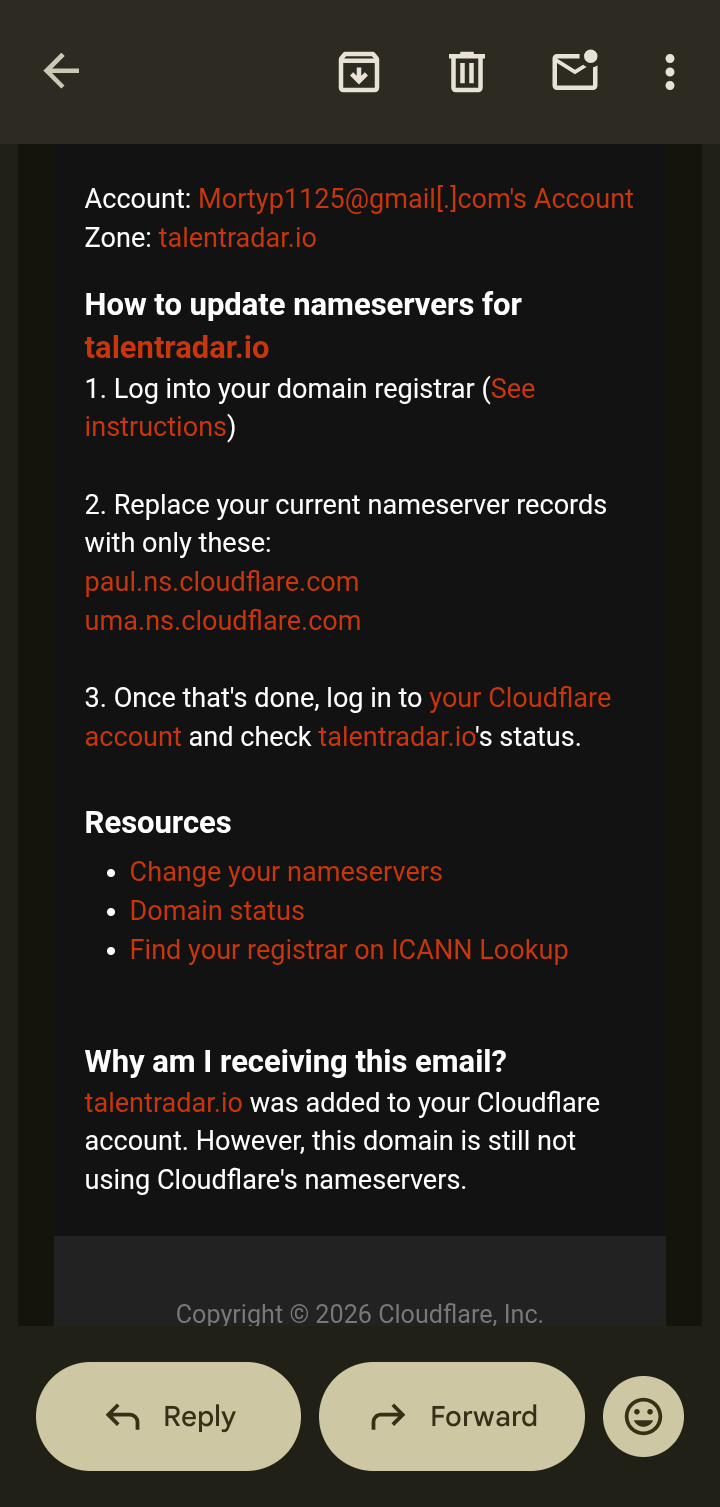 Account: Mortyp1125@gmail[.]com's Account
Zone: talentradar.io
How to update nameservers for
talentradar.io
1. Log into your domain registrar (See
instructions)
2. Replace your current nameserver records
with only these:
paul.ns.cloudflare.com
uma.ns.cloudflare.com
3. Once that's done, log in to your Cloudflare
account and check talentradar.io's status.
Resources
• Change your nameservers
• Domain status
• Find your registrar on ICANN Lookup
Why am I receiving this email?
talentradar.io was added to your Cloudflare
account. However, this domain is still not
using Cloudflare's nameservers.
Copyright © 2026 Cloudflare, Inc.
Reply Forward